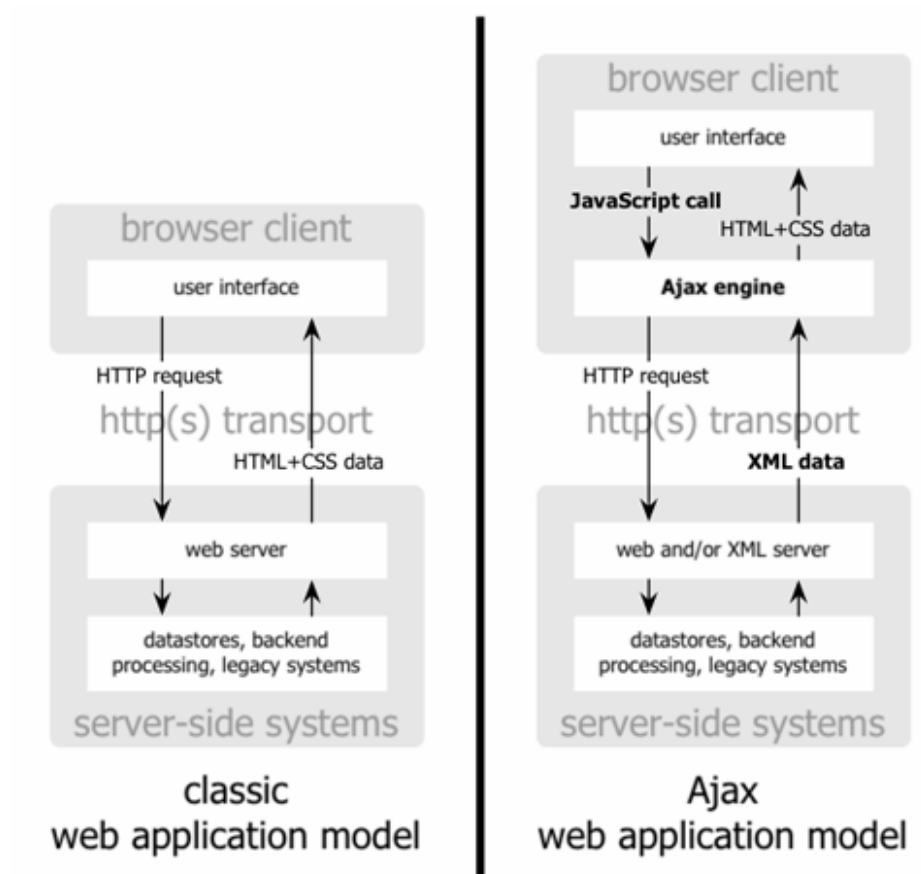 browser client
user interface
HTTP request
http(s) transport
HTML+CSS data
web server
datastores, backend
processing, legacy systems
server-side systems
classic
web application model
browser client
user interface
JavaScript call
HTML+CSS data
Ajax engine
HTTP request
http(s) transport
XML data
web and/or XML server
datastores, backend
processing, legacy systems
server-side systems
Ajax
web application model